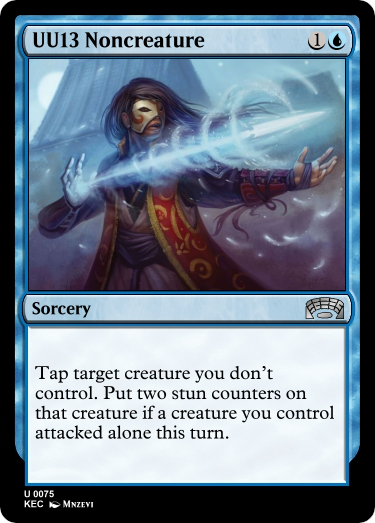 UU13 Noncreature 1
Sorcery
Tap target creature you don't
control. Put two stun counters on
that creature if a creature you control
attacked alone this turn.
U 0075
KEC Mnzevi